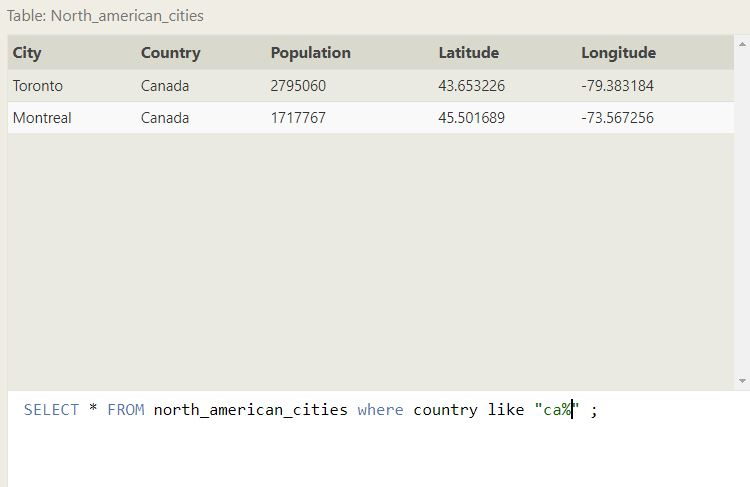 Table: North_american_cities
City Country Population Latitude Longitude
Toronto Canada 2795060 43.653226 -79.383184
Montreal Canada 1717767 45.501689 -73.567256
SELECT * FROM north_american_cities where country like "ca%" ;